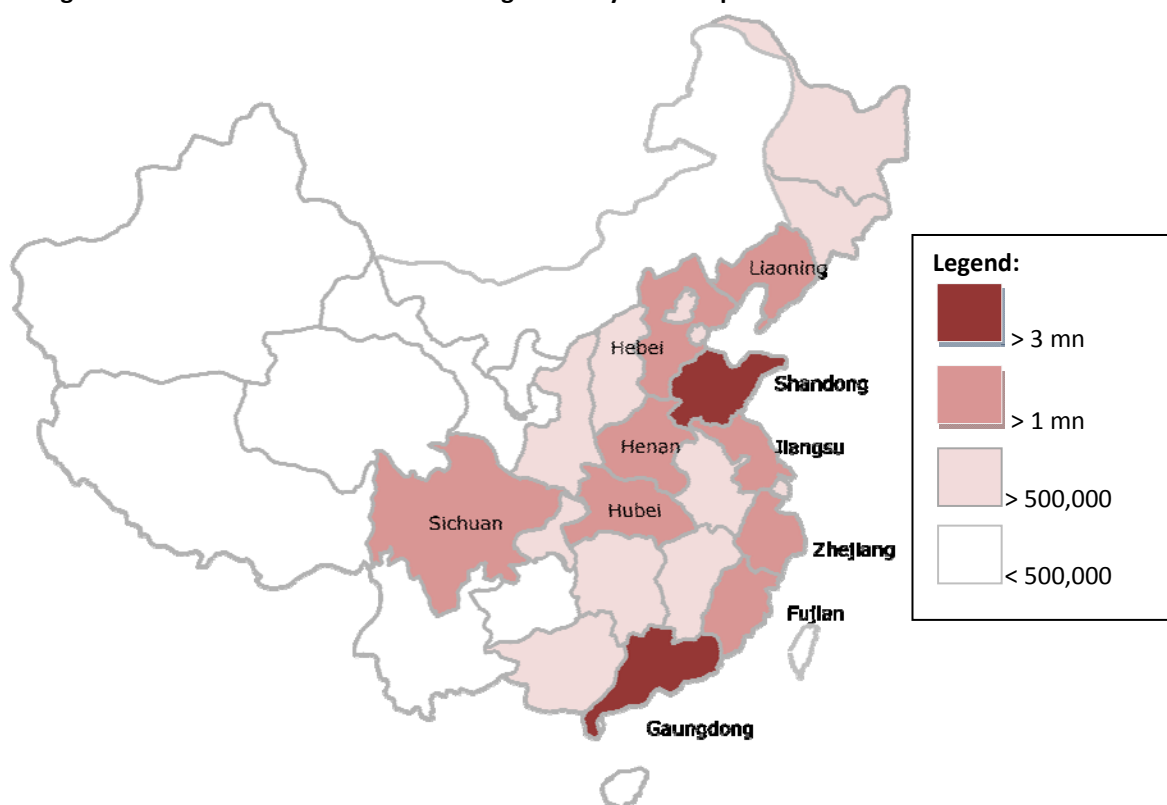 Liaoning
Legend:
> 3 mn
Hebei
Shandong
> 1 mn
Henan
JIangsu
> 500,000
Hubei
Sichuan
ZhejIang
< 500,000
FujIan
Gaungdong